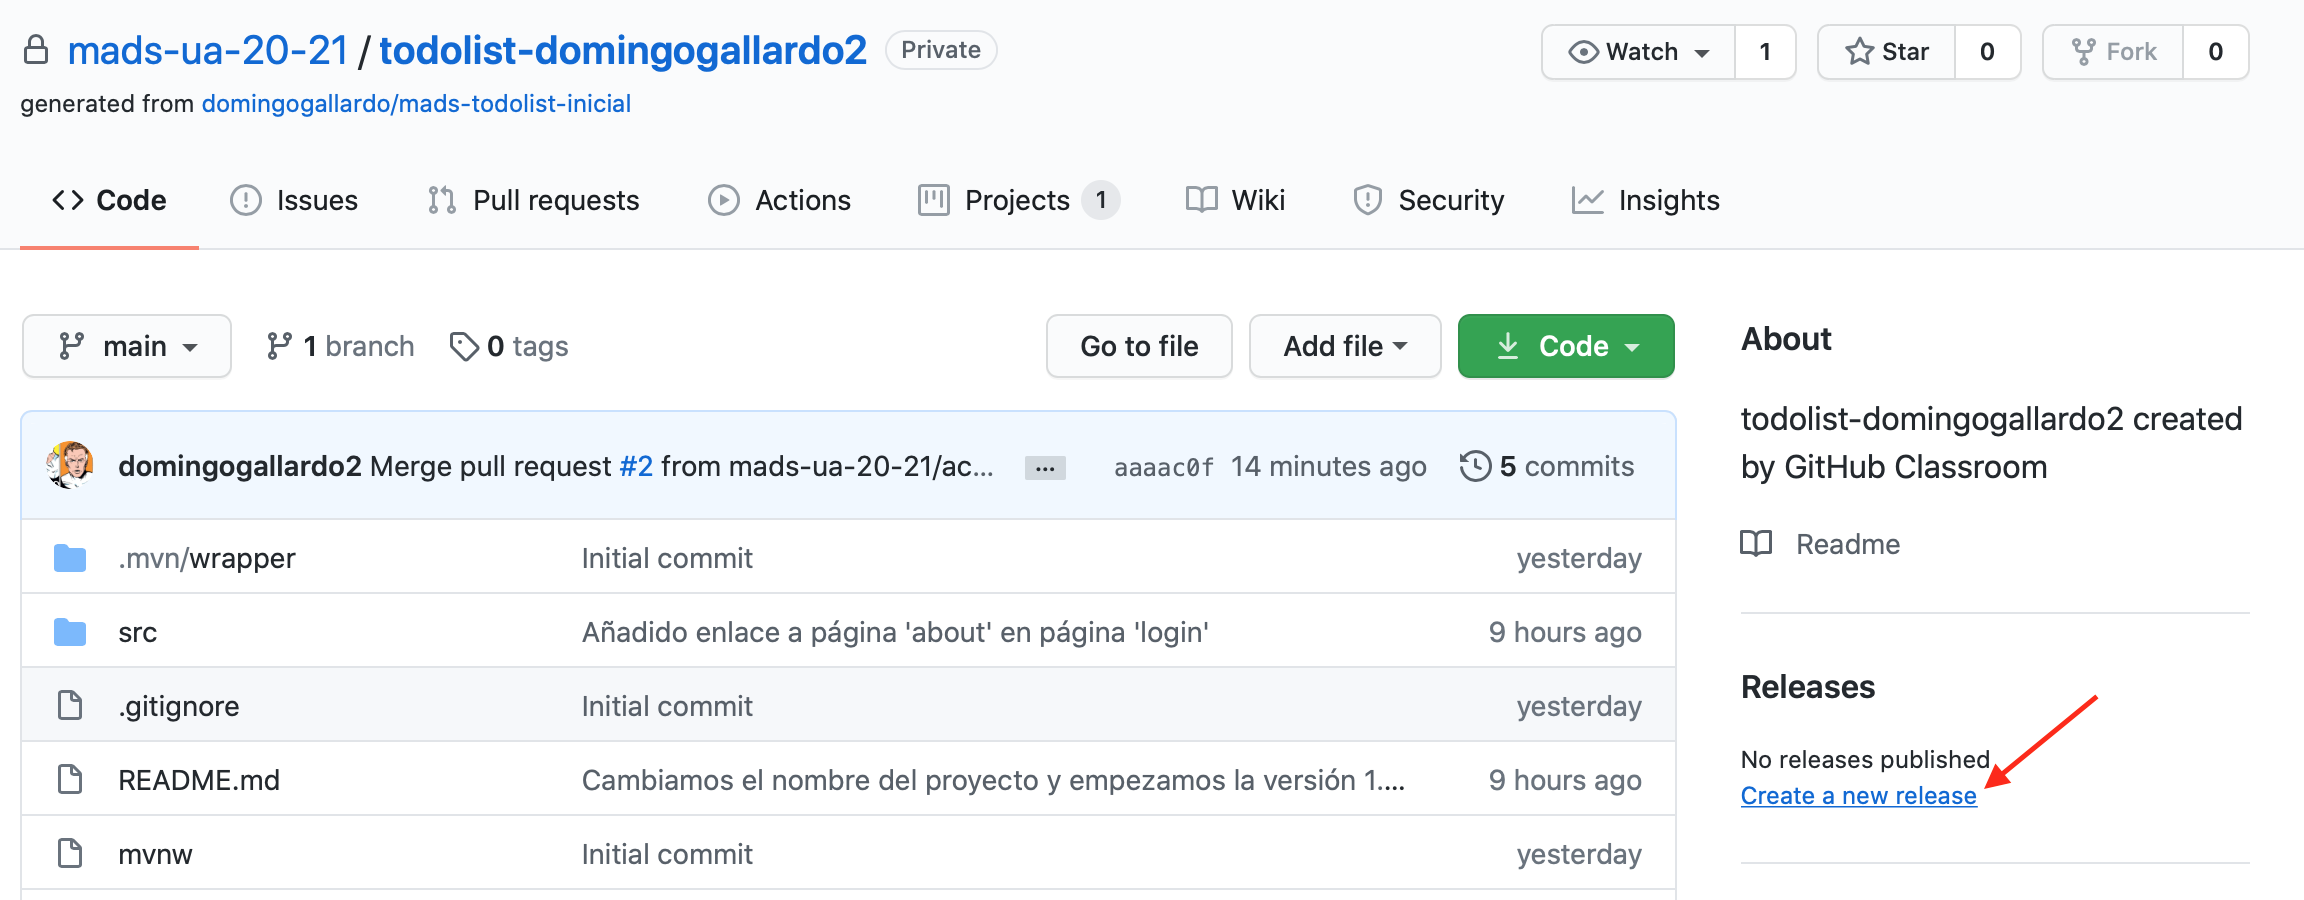 mads-ua-20-21 / todolist-domingogallardo2 Private
Watch 1 Star 0 Fork 0
generated from domingogallardo/mads-todolist-inicial
Code Issues Pull requests Actions Projects 1 Wiki Security Insights
main 1 branch 0 tags Go to file Add file Code
domingogallardo2 Merge pull request #2 from mads-ua-20-21/ac... ... aaaac0f 14 minutes ago 5 commits
.mvn/wrapper Initial commit yesterday
src Añadido enlace a página 'about' en página 'login' 9 hours ago
.gitignore Initial commit yesterday
README.md Cambiamos el nombre del proyecto y empezamos la versión 1.... 9 hours ago
mvnw Initial commit yesterday
About
todolist-domingogallardo2 created
by GitHub Classroom
Readme
Releases
No releases published
Create a new release